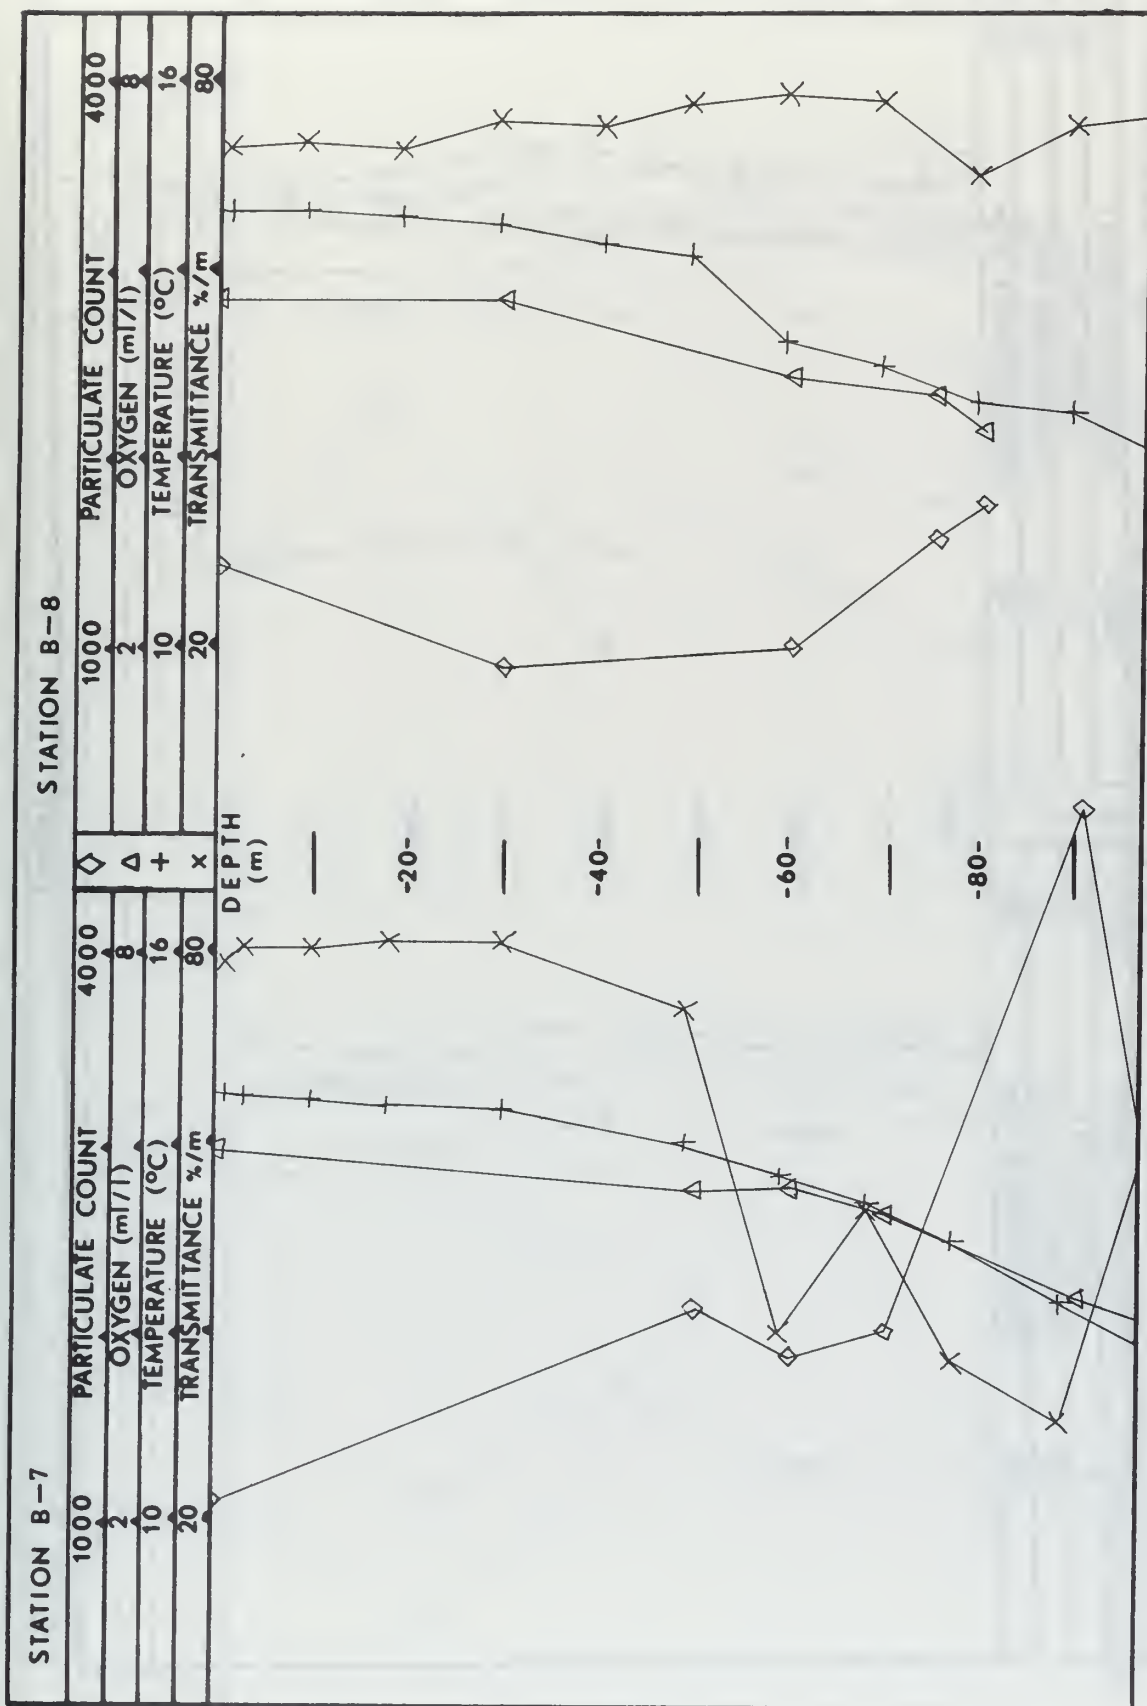 STATION B-7
STATION B-8
1000 PARTICULATE COUNT 4000 ◇ 1000 PARTICULATE COUNT 4000
2 OXYGEN (ml/l) 8 Δ 2 OXYGEN (ml/l) 8
10 TEMPERATURE (°C) 16 + 10 TEMPERATURE (°C) 16
20 TRANSMITTANCE %/m 80 x 20 TRANSMITTANCE %/m 80
DEPTH
(m)
-20-
-40-
-60-
-80-